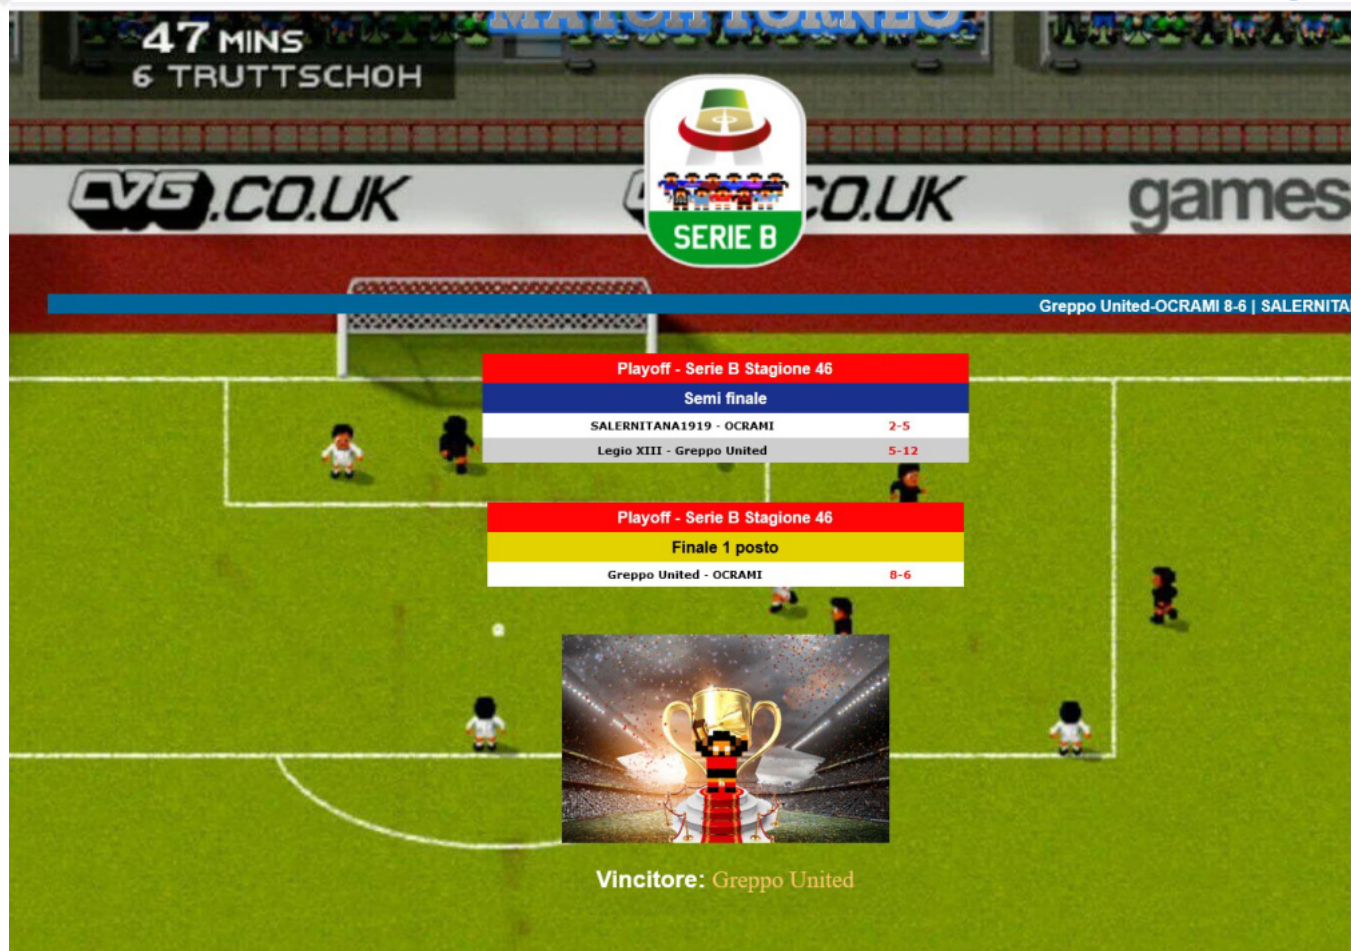 MATCH TORNEO
47 MINS
6 TRUTTSCHOH
CVG.CO.UK
CO.UK
games
SERIE B
Greppo United-OCRAMI 8-6 | SALERNITA
Playoff - Serie B Stagione 46
Semi finale
SALERNITANA1919 - OCRAMI 2-5
Legio XIII - Greppo United 5-12
Playoff - Serie B Stagione 46
Finale 1 posto
Greppo United - OCRAMI 8-6
Vincitore: Greppo United